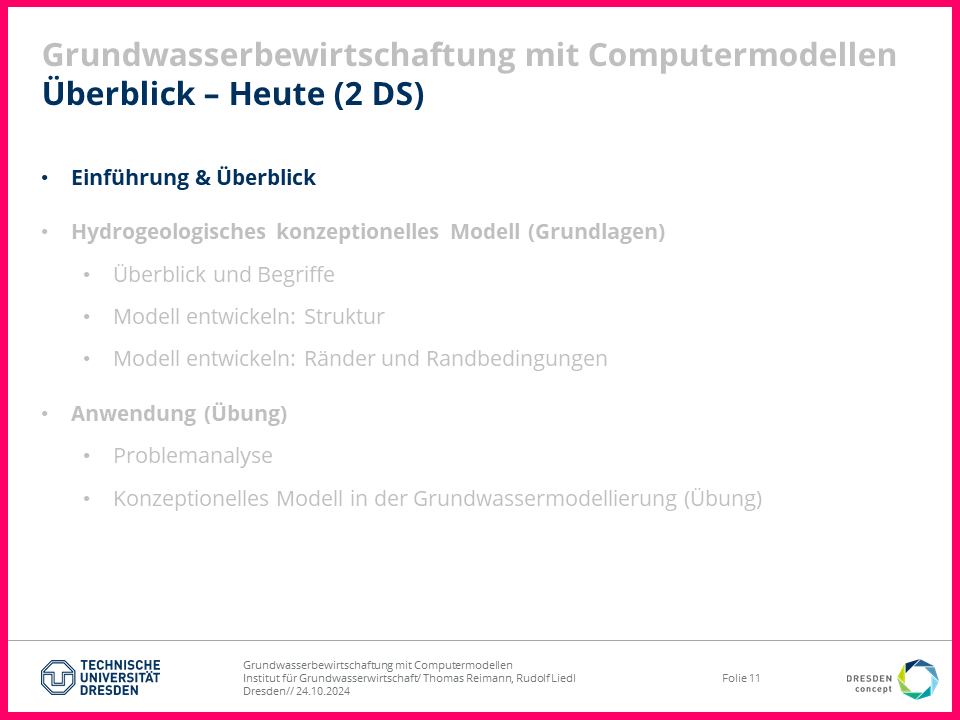 Grundwasserbewirtschaftung mit Computermodellen
Überblick – Heute (2 DS)
• Einführung & Überblick
• Hydrogeologisches konzeptionelles Modell (Grundlagen)
• Überblick und Begriffe
• Modell entwickeln: Struktur
• Modell entwickeln: Ränder und Randbedingungen
• Anwendung (Übung)
• Problemanalyse
• Konzeptionelles Modell in der Grundwassermodellierung (Übung)
TECHNISCHE
UNIVERSITÄT
DRESDEN
Grundwasserbewirtschaftung mit Computermodellen
Institut für Grundwasserwirtschaft/ Thomas Reimann, Rudolf Liedl
Dresden// 24.10.2024
Folie 11
DRESDEN
concept